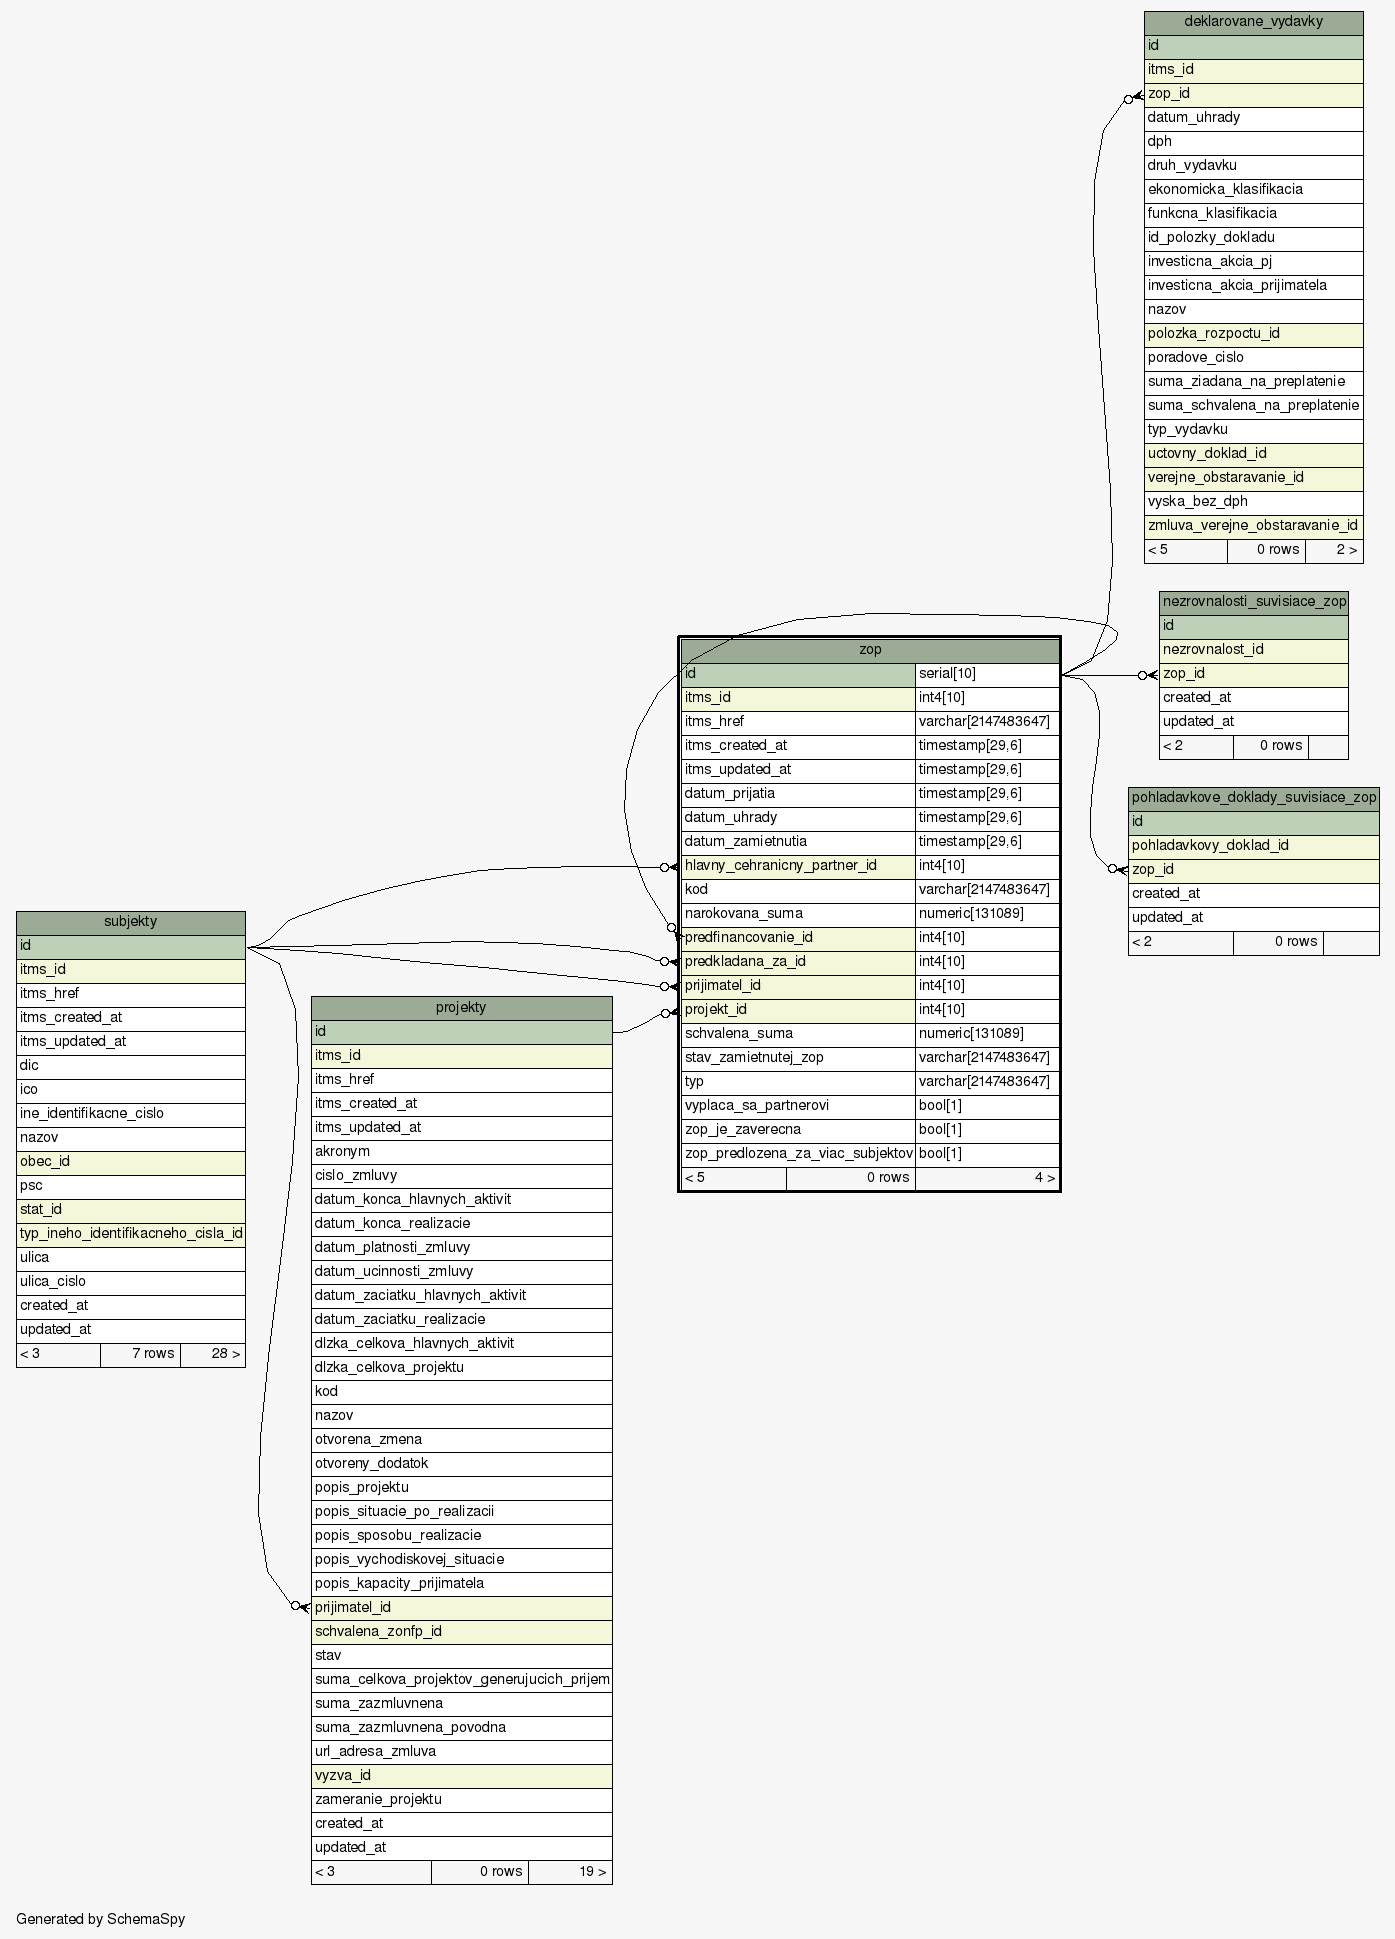 deklarovane_vydavky
id
itms_id
zop_id
datum_uhrady
dph
druh_vydavku
ekonomicka_klasifikacia
funkcna_klasifikacia
id_polozky_dokladu
investicna_akcia_pj
investicna_akcia_prijimatela
nazov
polozka_rozpoctu_id
poradove_cislo
suma_ziadana_na_preplatenie
suma_schvalena_na_preplatenie
typ_vydavku
uctovny_doklad_id
verejne_obstaravanie_id
vyska_bez_dph
zmluva_verejne_obstaravanie_id
< 5 0 rows 2 >
nezrovnalosti_suvisiace_zop
id
nezrovnalost_id
zop_id
created_at
updated_at
< 2 0 rows
pohladavkove_doklady_suvisiace_zop
id
pohladavkovy_doklad_id
zop_id
created_at
updated_at
< 2 0 rows
zop
id serial[10]
itms_id int4[10]
itms_href varchar[2147483647]
itms_created_at timestamp[29,6]
itms_updated_at timestamp[29,6]
datum_prijatia timestamp[29,6]
datum_uhrady timestamp[29,6]
datum_zamietnutia timestamp[29,6]
hlavny_cehranicny_partner_id int4[10]
kod varchar[2147483647]
narokovana_suma numeric[131089]
predfinancovanie_id int4[10]
predkladana_za_id int4[10]
prijimatel_id int4[10]
projekt_id int4[10]
schvalena_suma numeric[131089]
stav_zamietnutej_zop varchar[2147483647]
typ varchar[2147483647]
vyplaca_sa_partnerovi bool[1]
zop_je_zaverecna bool[1]
zop_predlozena_za_viac_subjektov bool[1]
< 5 0 rows 4 >
subjekty
id
itms_id
itms_href
itms_created_at
itms_updated_at
dic
ico
ine_identifikacne_cislo
nazov
obec_id
psc
stat_id
typ_ineho_identifikacneho_cisla_id
ulica
ulica_cislo
created_at
updated_at
< 3 7 rows 28 >
projekty
id
itms_id
itms_href
itms_created_at
itms_updated_at
akronym
cislo_zmluvy
datum_konca_hlavnych_aktivit
datum_konca_realizacie
datum_platnosti_zmluvy
datum_ucinnosti_zmluvy
datum_zaciatku_hlavnych_aktivit
datum_zaciatku_realizacie
dlzka_celkova_hlavnych_aktivit
dlzka_celkova_projektu
kod
nazov
otvorena_zmena
otvoreny_dodatok
popis_projektu
popis_situacie_po_realizacii
popis_sposobu_realizacie
popis_vychodiskovej_situacie
popis_kapacity_prijimatela
prijimatel_id
schvalena_zonfp_id
stav
suma_celkova_projektov_generujucich_prijem
suma_zazmluvnena
suma_zazmluvnena_povodna
url_adresa_zmluva
vyzva_id
zameranie_projektu
created_at
updated_at
< 3 0 rows 19 >
Generated by SchemaSpy